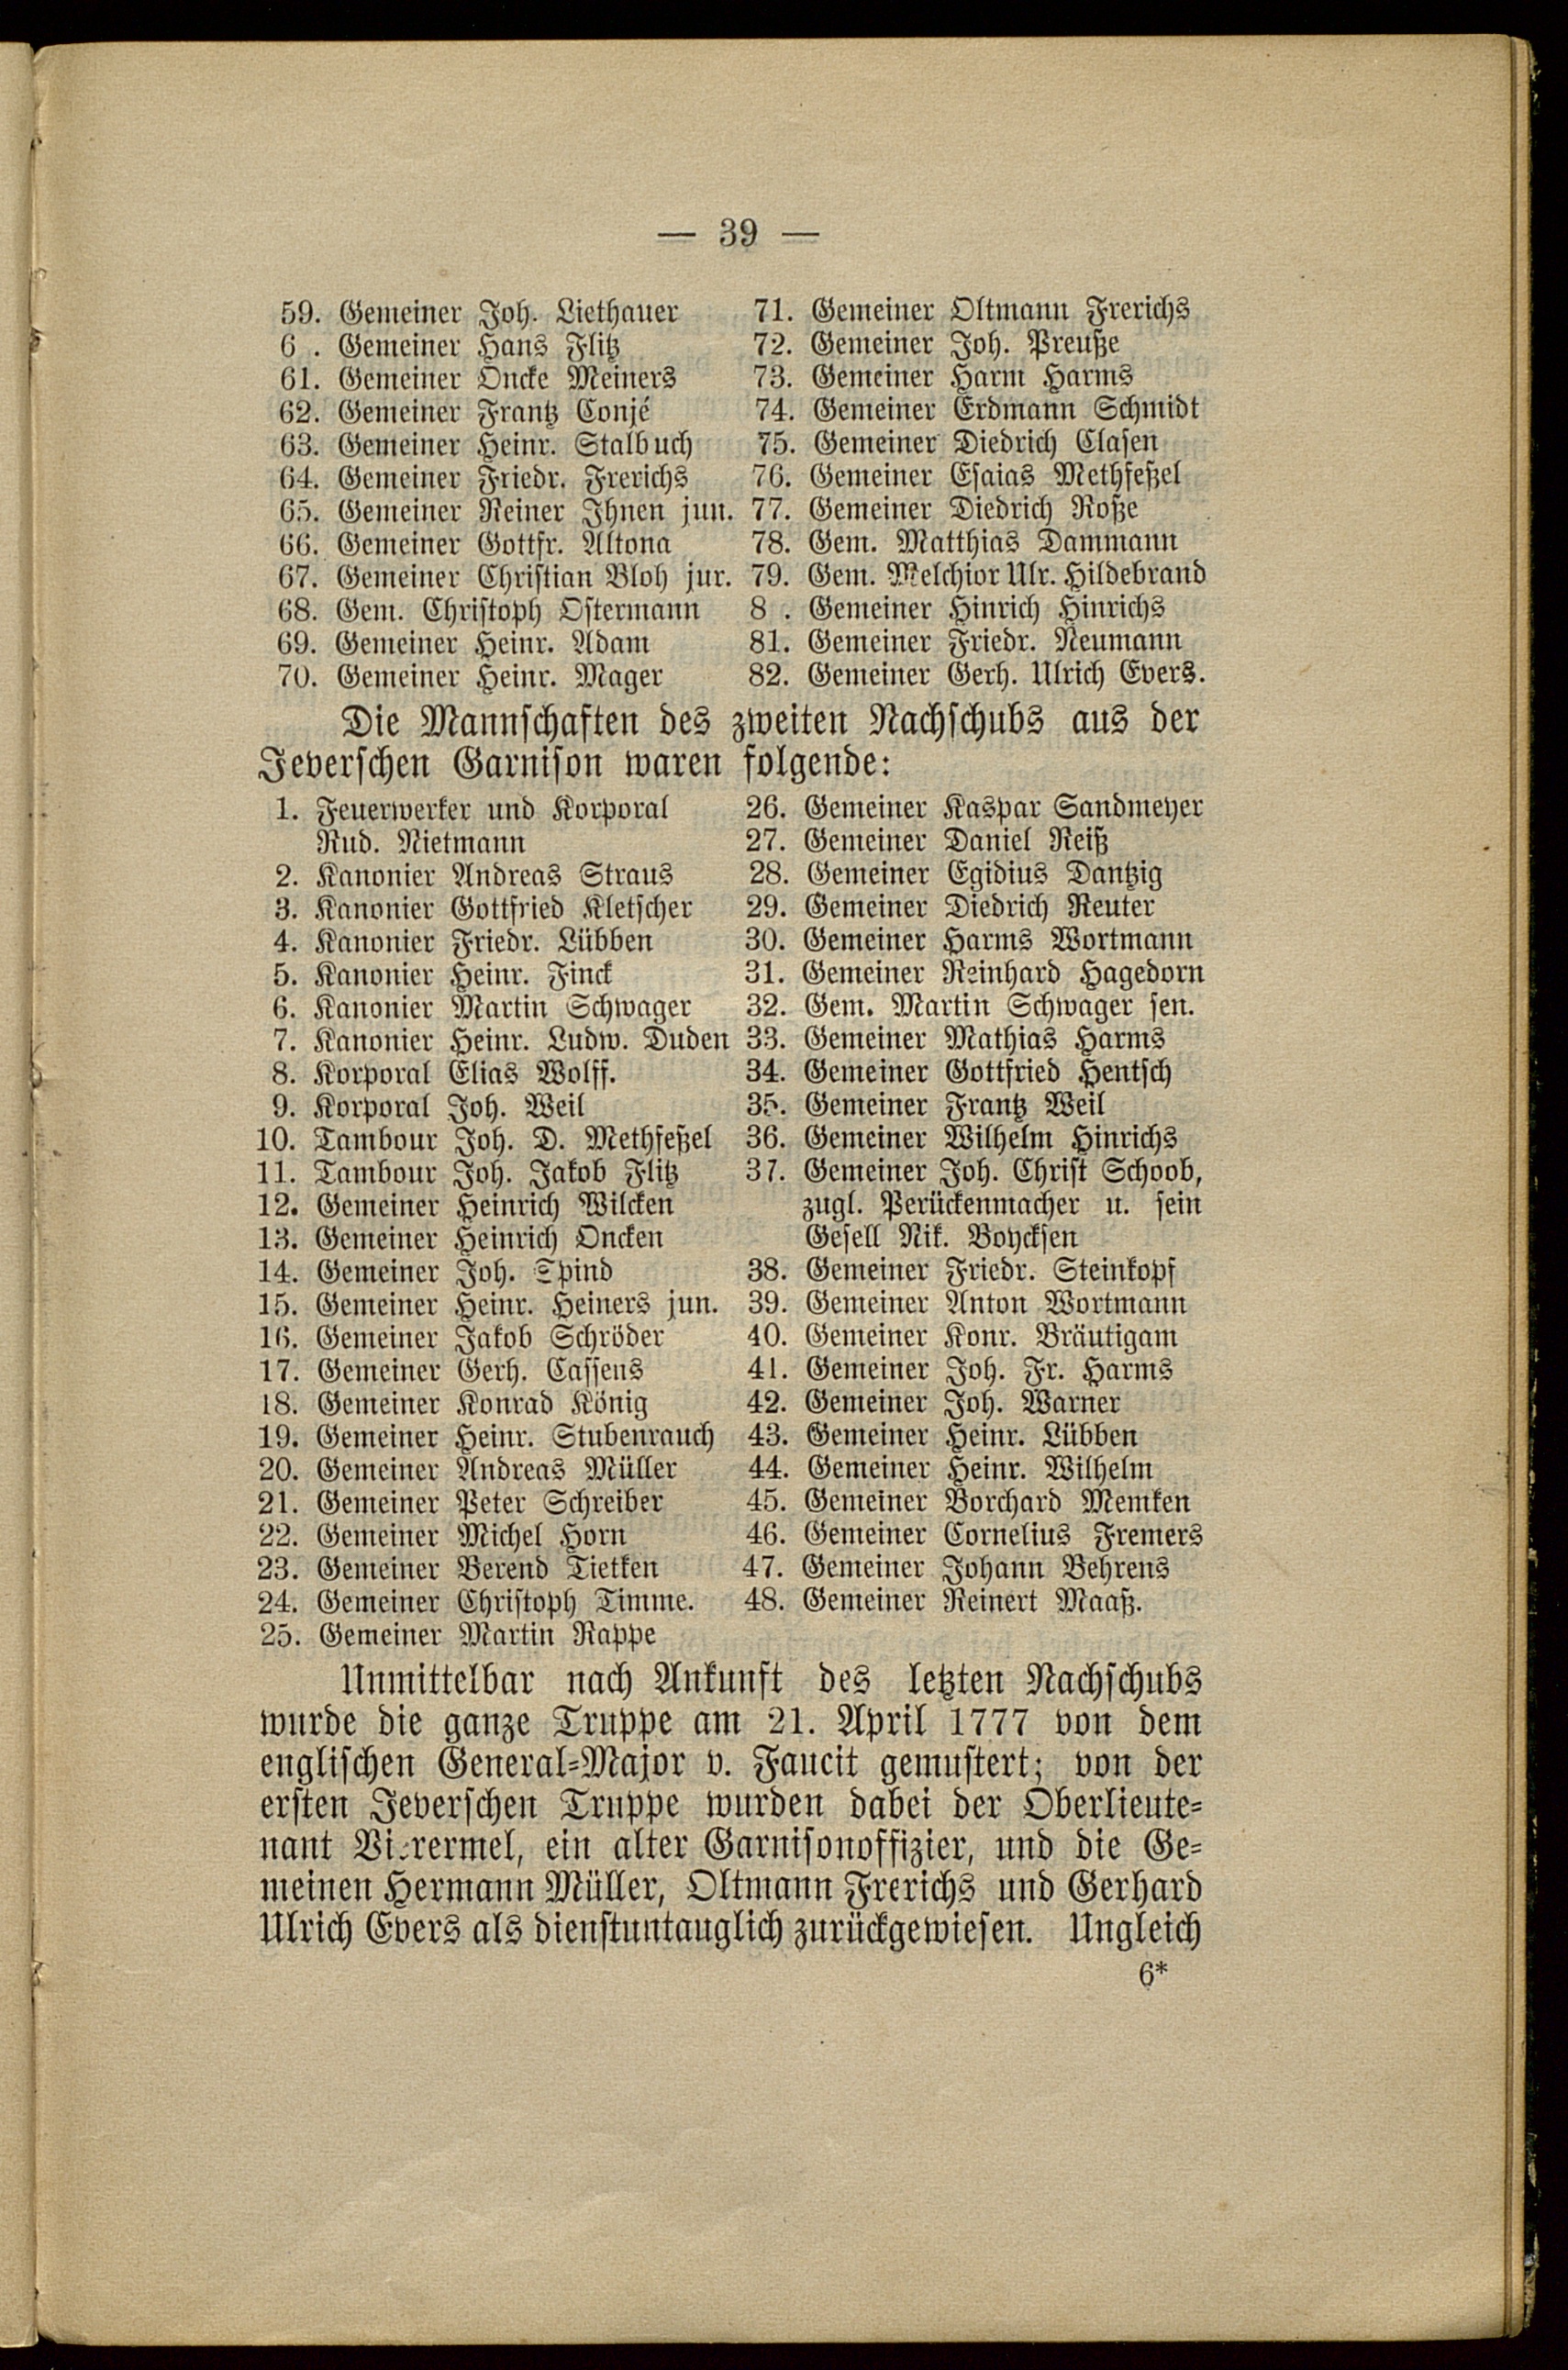 — 39 —
59. Gemeiner Joh. Liethauer
6 . Gemeiner Hans Flitz
61. Gemeiner Oncke Meiners
62. Gemeiner Frantz Conjé
63. Gemeiner Heinr. Stalbuch
64. Gemeiner Friedr. Frerichs
65. Gemeiner Reiner Ihnen jun.
66. Gemeiner Gottfr. Altona
67. Gemeiner Christian Bloh jur.
68. Gem. Christoph Ostermann
69. Gemeiner Heinr. Adam
70. Gemeiner Heinr. Mager
71. Gemeiner Oltmann Frerichs
72. Gemeiner Joh. Preuße
73. Gemeiner Harm Harms
74. Gemeiner Erdmann Schmidt
75. Gemeiner Diedrich Clasen
76. Gemeiner Esaias Methfeßel
77. Gemeiner Diedrich Roße
78. Gem. Matthias Dammann
79. Gem. Melchior Ulr. Hildebrand
8 . Gemeiner Hinrich Hinrichs
81. Gemeiner Friedr. Neumann
82. Gemeiner Gerh. Ulrich Evers.
Die Mannschaften des zweiten Nachschubs aus der
Jeverschen Garnison waren folgende:
1. Feuerwerker und Korporal
Rud. Nietmann
2. Kanonier Andreas Straus
3. Kanonier Gottfried Kletscher
4. Kanonier Friedr. Lübben
5. Kanonier Heinr. Finck
6. Kanonier Martin Schwager
7. Kanonier Heinr. Ludw. Duden
8. Korporal Elias Wolff.
9. Korporal Joh. Weil
10. Tambour Joh. D. Methfeßel
11. Tambour Joh. Jakob Flitz
12. Gemeiner Heinrich Wilcken
13. Gemeiner Heinrich Oncken
14. Gemeiner Joh. Spind
15. Gemeiner Heinr. Heiners jun.
16. Gemeiner Jakob Schröder
17. Gemeiner Gerh. Cassens
18. Gemeiner Konrad König
19. Gemeiner Heinr. Stubenrauch
20. Gemeiner Andreas Müller
21. Gemeiner Peter Schreiber
22. Gemeiner Michel Horn
23. Gemeiner Berend Tietken
24. Gemeiner Christoph Timme.
25. Gemeiner Martin Rappe
26. Gemeiner Kaspar Sandmeyer
27. Gemeiner Daniel Reiß
28. Gemeiner Egidius Dantzig
29. Gemeiner Diedrich Reuter
30. Gemeiner Harms Wortmann
31. Gemeiner Reinhard Hagedorn
32. Gem. Martin Schwager sen.
33. Gemeiner Mathias Harms
34. Gemeiner Gottfried Hentsch
35. Gemeiner Frantz Weil
36. Gemeiner Wilhelm Hinrichs
37. Gemeiner Joh. Christ Schoob,
zugl. Perückenmacher u. sein
Gesell Nik. Boycksen
38. Gemeiner Friedr. Steinkopf
39. Gemeiner Anton Wortmann
40. Gemeiner Konr. Bräutigam
41. Gemeiner Joh. Fr. Harms
42. Gemeiner Joh. Warner
43. Gemeiner Heinr. Lübben
44. Gemeiner Heinr. Wilhelm
45. Gemeiner Borchard Memken
46. Gemeiner Cornelius Fremers
47. Gemeiner Johann Behrens
48. Gemeiner Reinert Maaß.
Unmittelbar nach Ankunft des letzten Nachschubs
wurde die ganze Truppe am 21. April 1777 von dem
englischen General-Major v. Faucit gemustert; von der
ersten Jeverschen Truppe wurden dabei der Oberlieute-
nant ein alter Garnisonoffizier, und die Ge-
meinen Hermann Müller, Oltmann Frerichs und Gerhard
Ulrich Evers als dienstuntauglich zurückgewiesen. Ungleich
6*